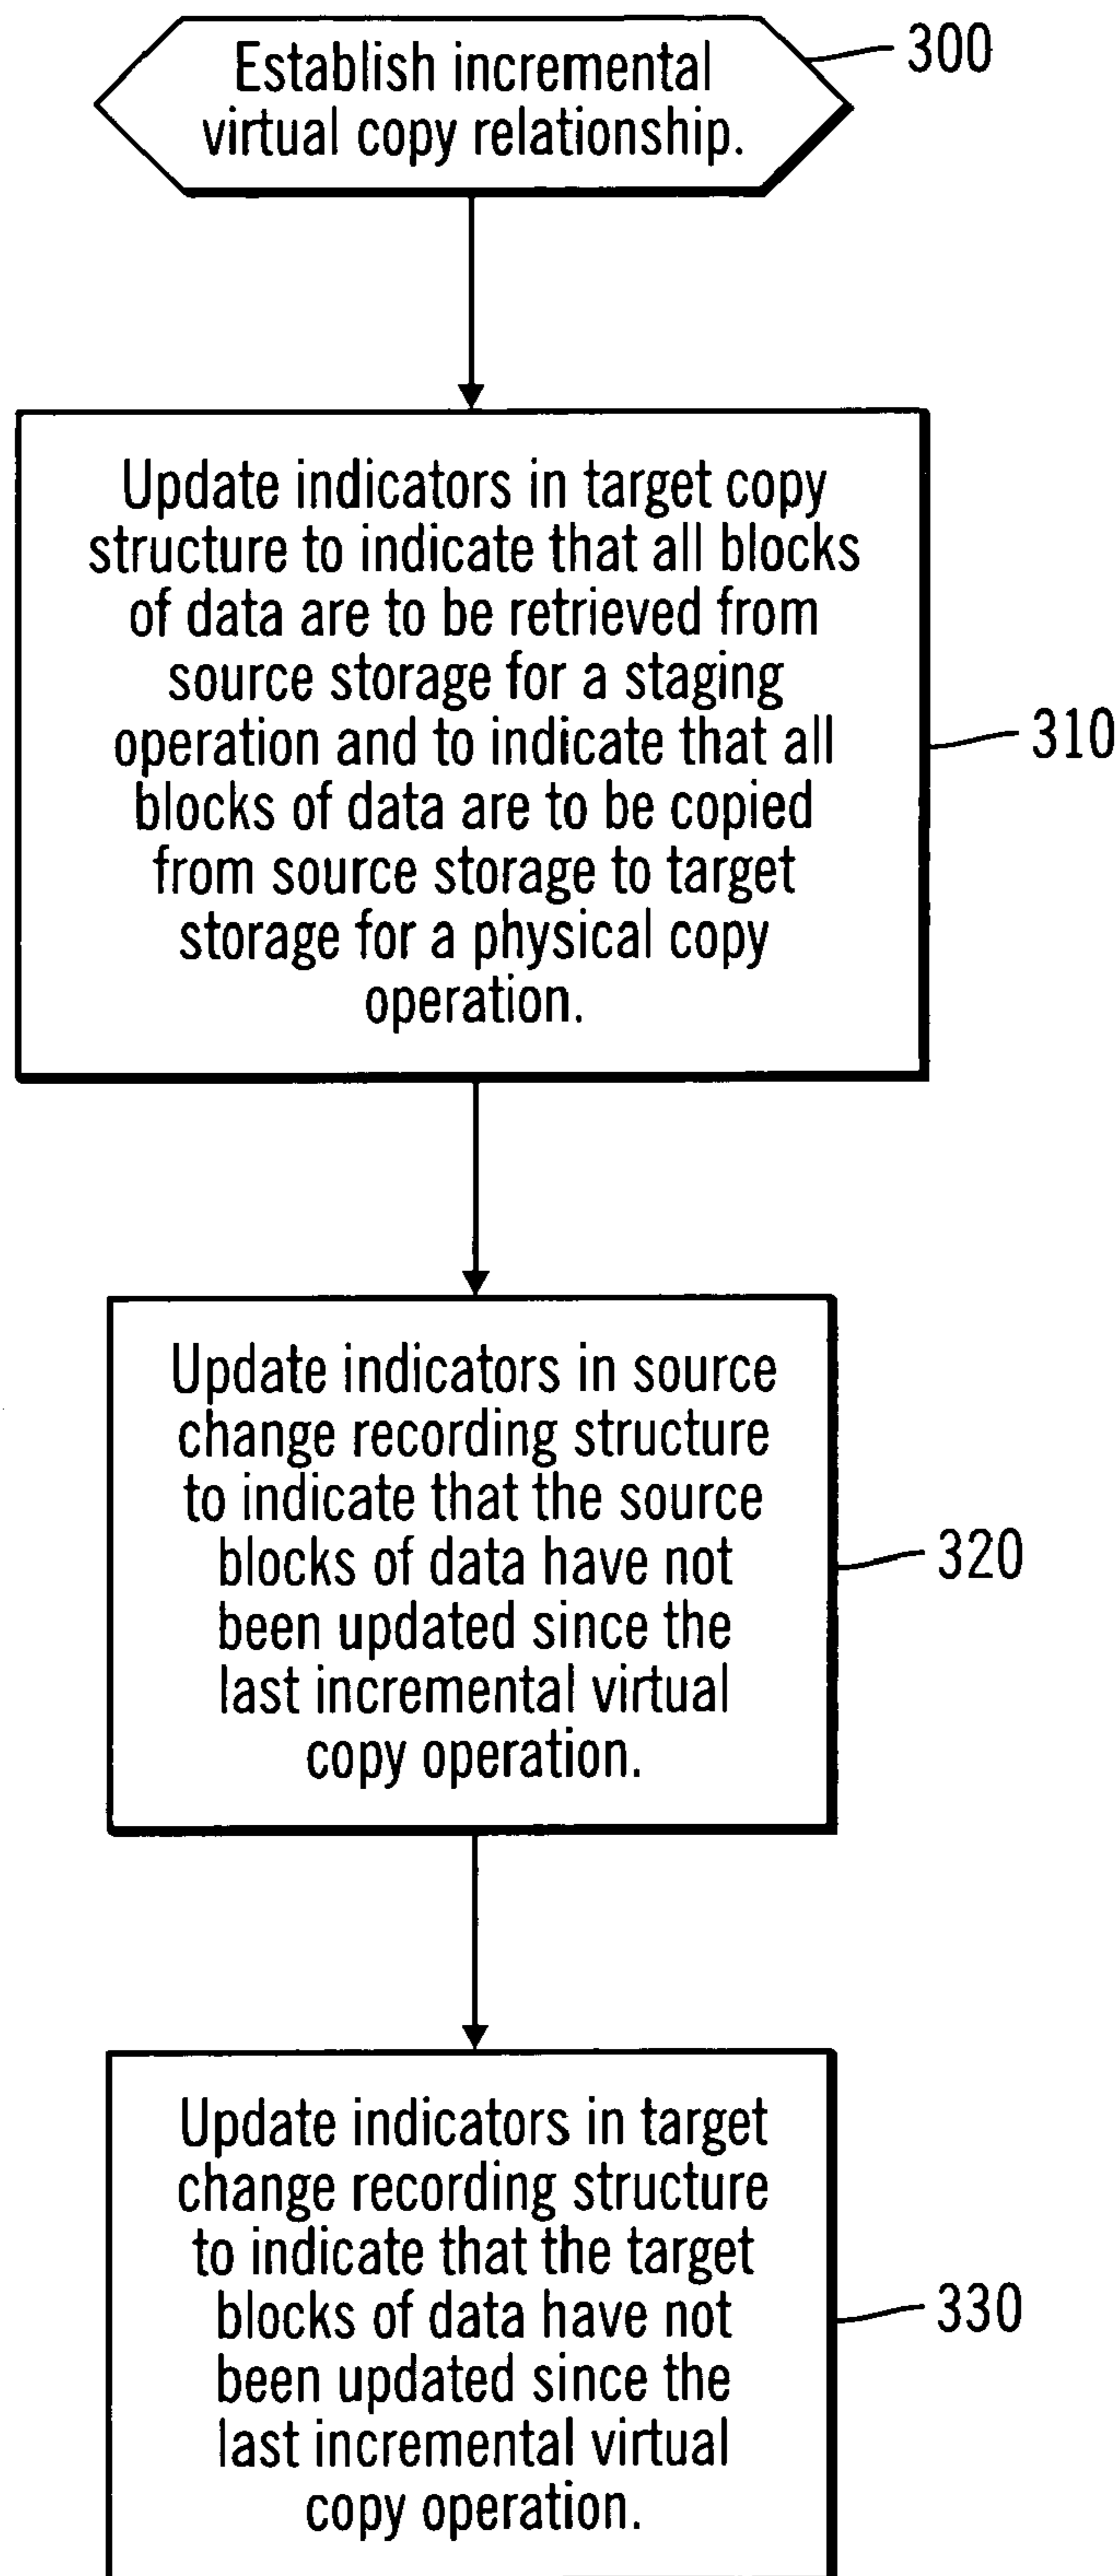 Establish incremental
virtual copy relationship.
300
Update indicators in target copy
structure to indicate that all blocks
of data are to be retrieved from
source storage for a staging
operation and to indicate that all
blocks of data are to be copied
from source storage to target
storage for a physical copy
operation.
310
Update indicators in source
change recording structure
to indicate that the source
blocks of data have not
been updated since the
last incremental virtual
copy operation.
320
Update indicators in target
change recording structure
to indicate that the target
blocks of data have not
been updated since the
last incremental virtual
copy operation.
330